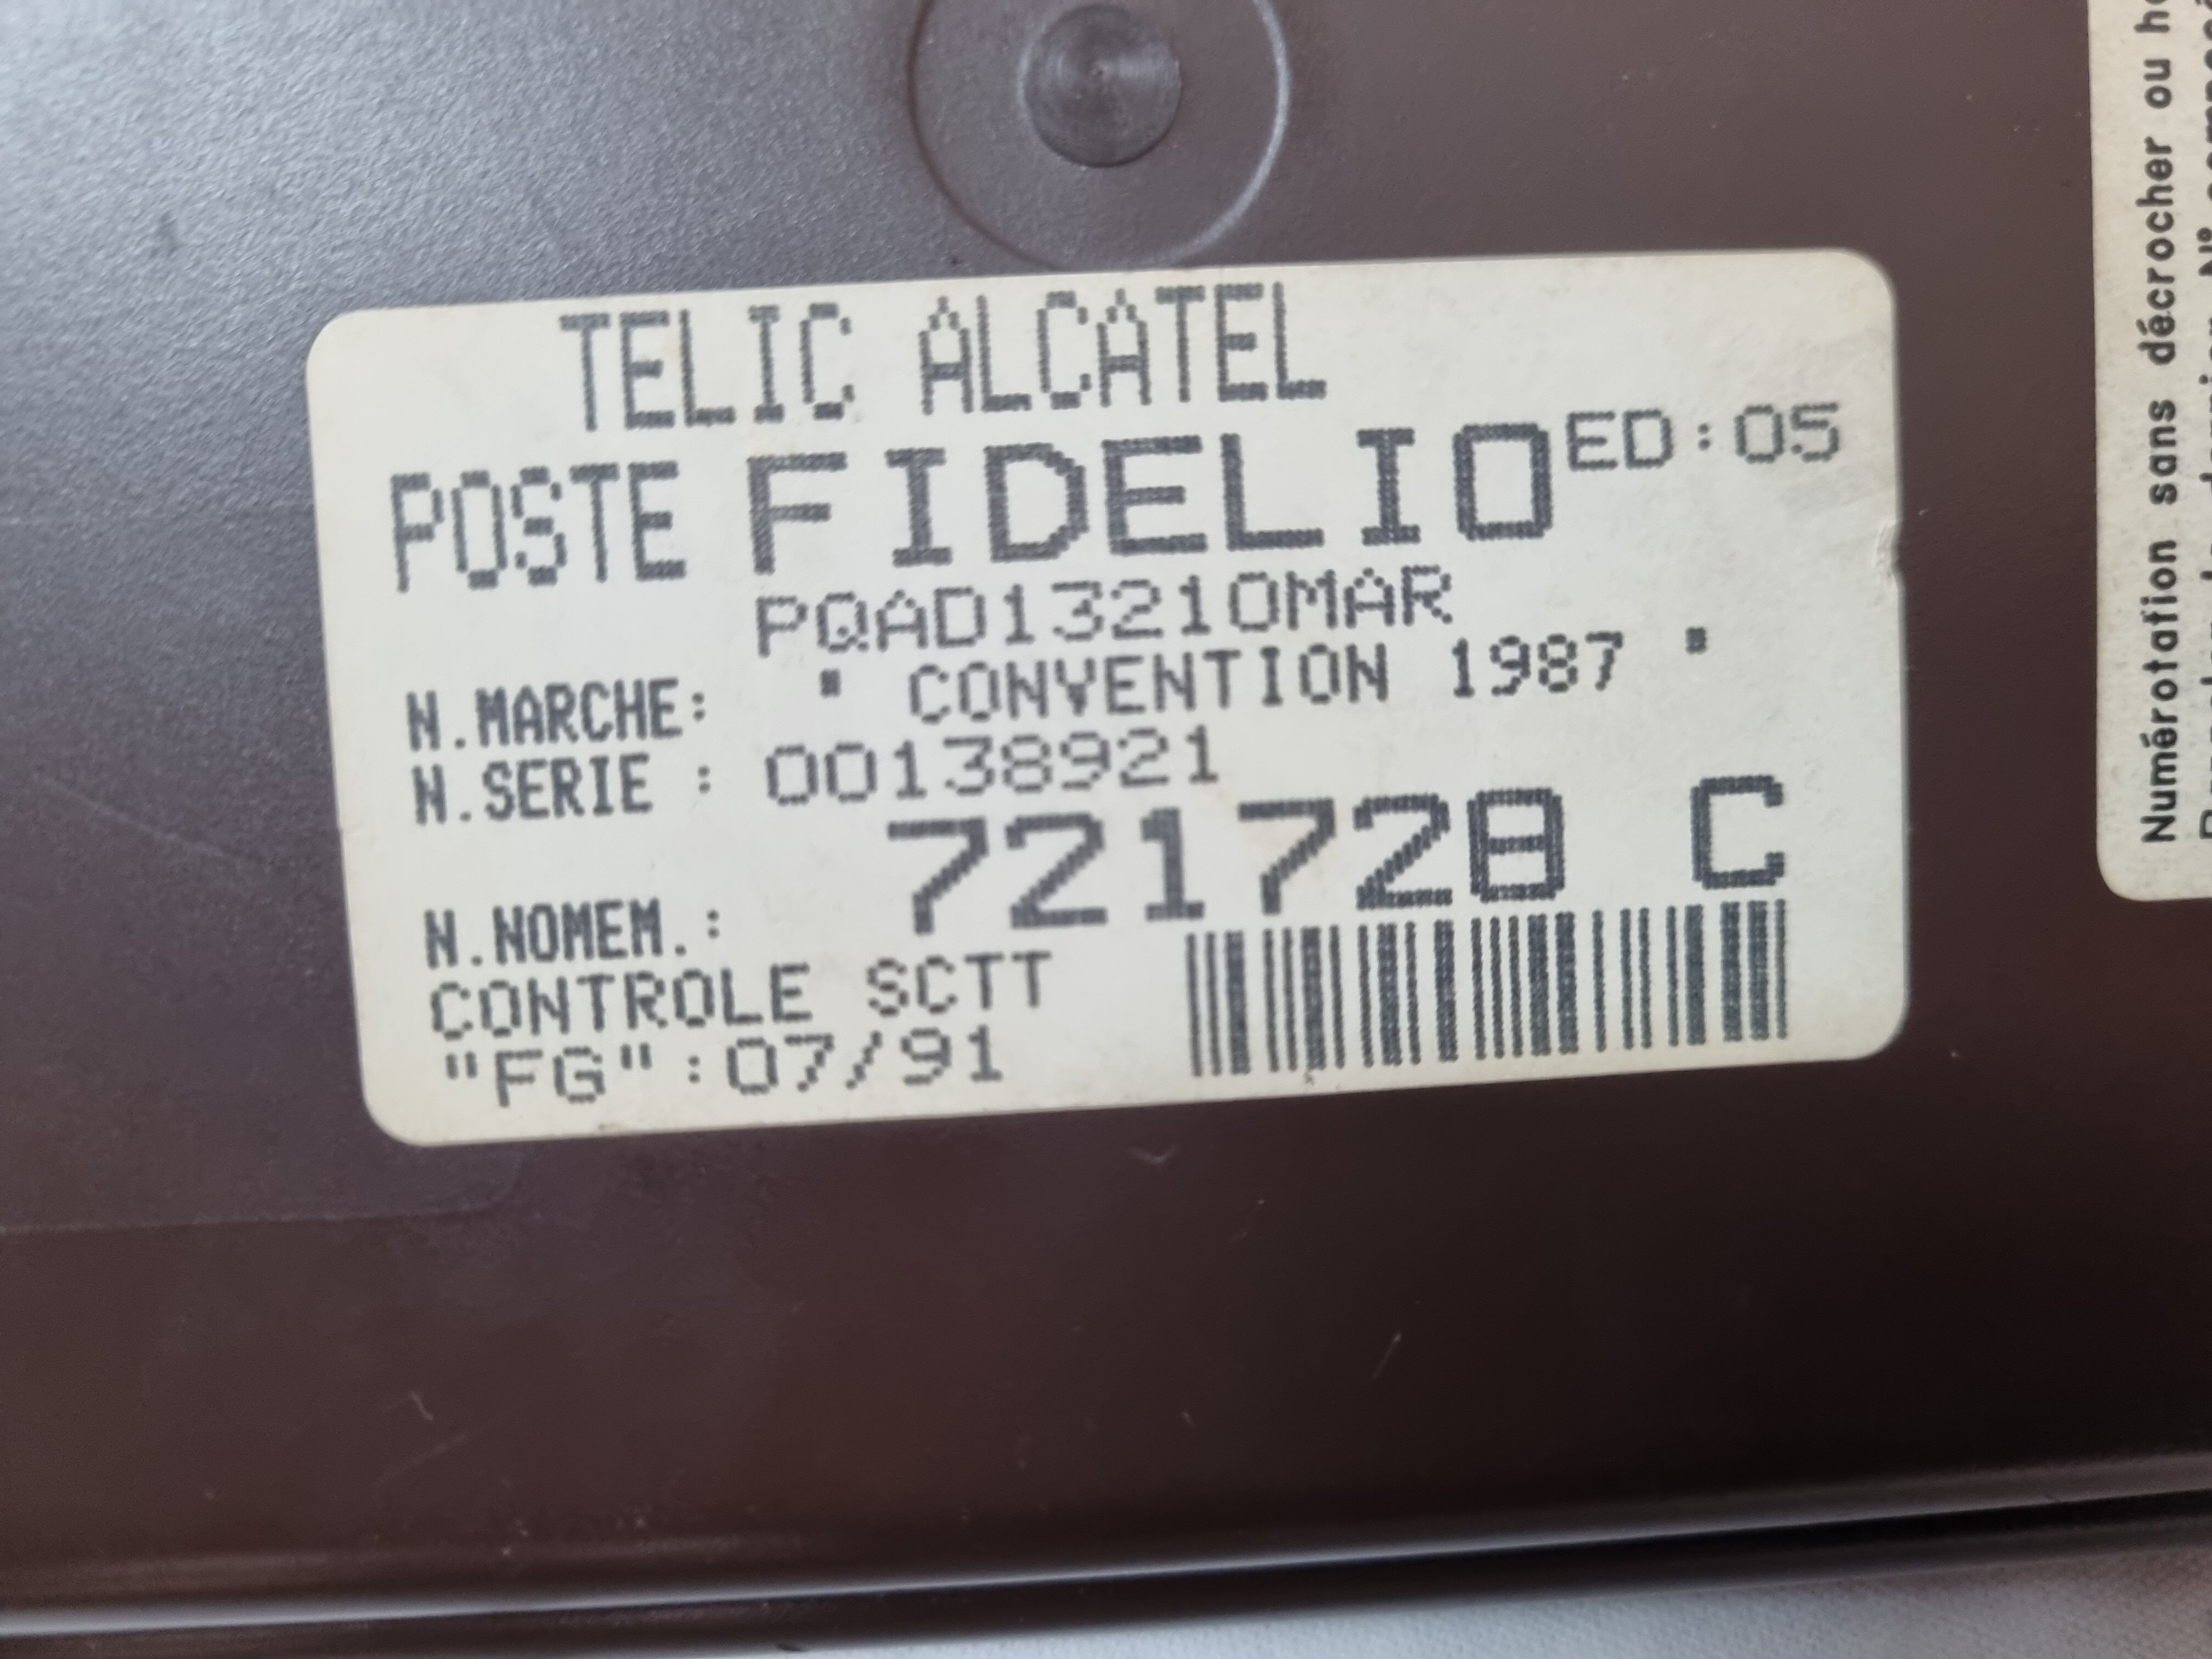 TELIC ALCATEL
POSTE FIDELIO ED:05
PQAD13210MAR
N.MARCHE: " CONVENTION 1987 "
N.SERIE : 00138921
N.NOMEM.: 721728 C
CONTROLE SCTT
"FG":07/91
Numérotation sans décrocher ou